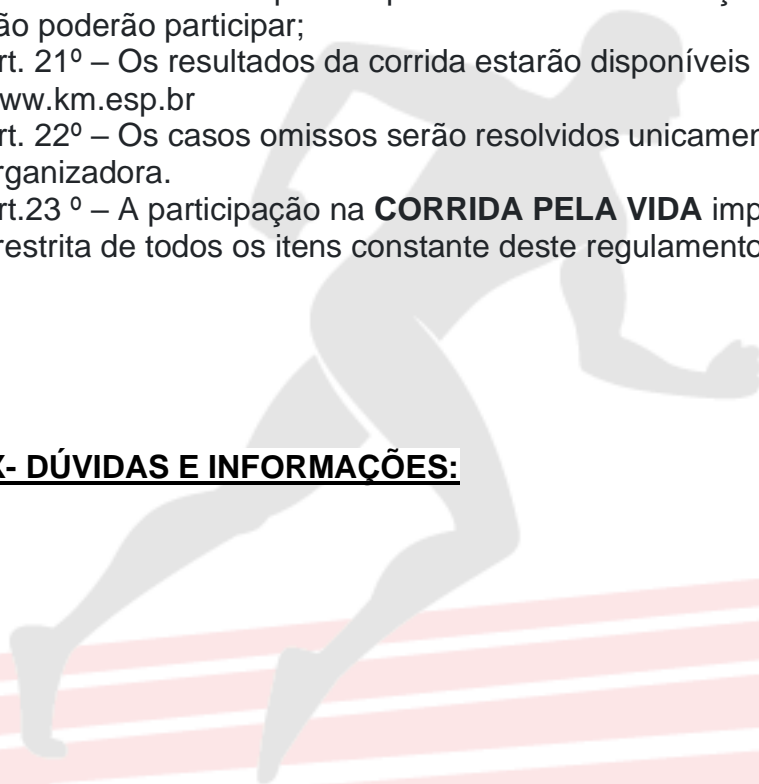 ão poderão participar;
rt. 21º – Os resultados da corrida estarão disponíveis
ww.km.esp.br
rt. 22º – Os casos omissos serão resolvidos unicamen
rganizadora.
rt.23 º – A participação na CORRIDA PELA VIDA imp
restrita de todos os itens constante deste regulamento
X- DÚVIDAS E INFORMAÇÕES: